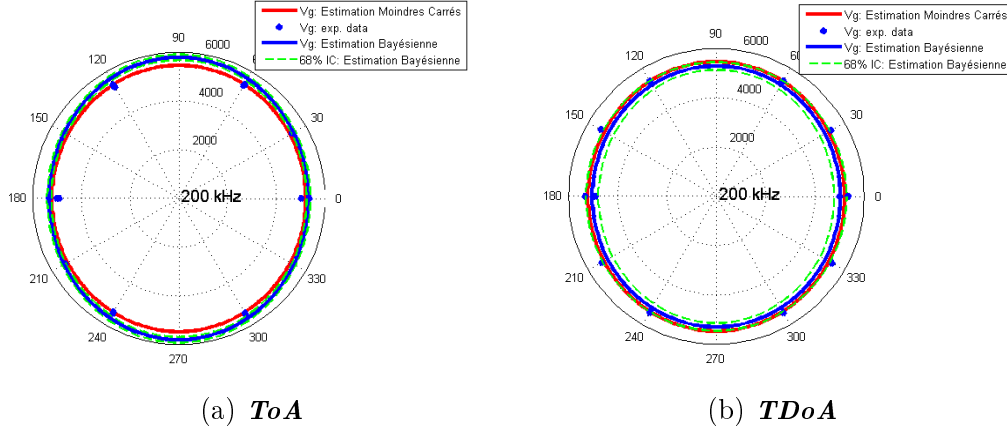 Vg: Estimation Moindres Carrés
Vg: exp. data
Vg: Estimation Bayésienne
68% IC: Estimation Bayésienne
90
6000
120
4000
150
30
2000
180
200 kHz
0
210
330
240
300
270
(a) ToA
Vg: Estimation Moindres Carrés
Vg: exp. data
Vg: Estimation Bayésienne
68% IC: Estimation Bayésienne
90
6000
120
4000
150
30
2000
180
200 kHz
0
210
330
240
300
270
(b) TDoA